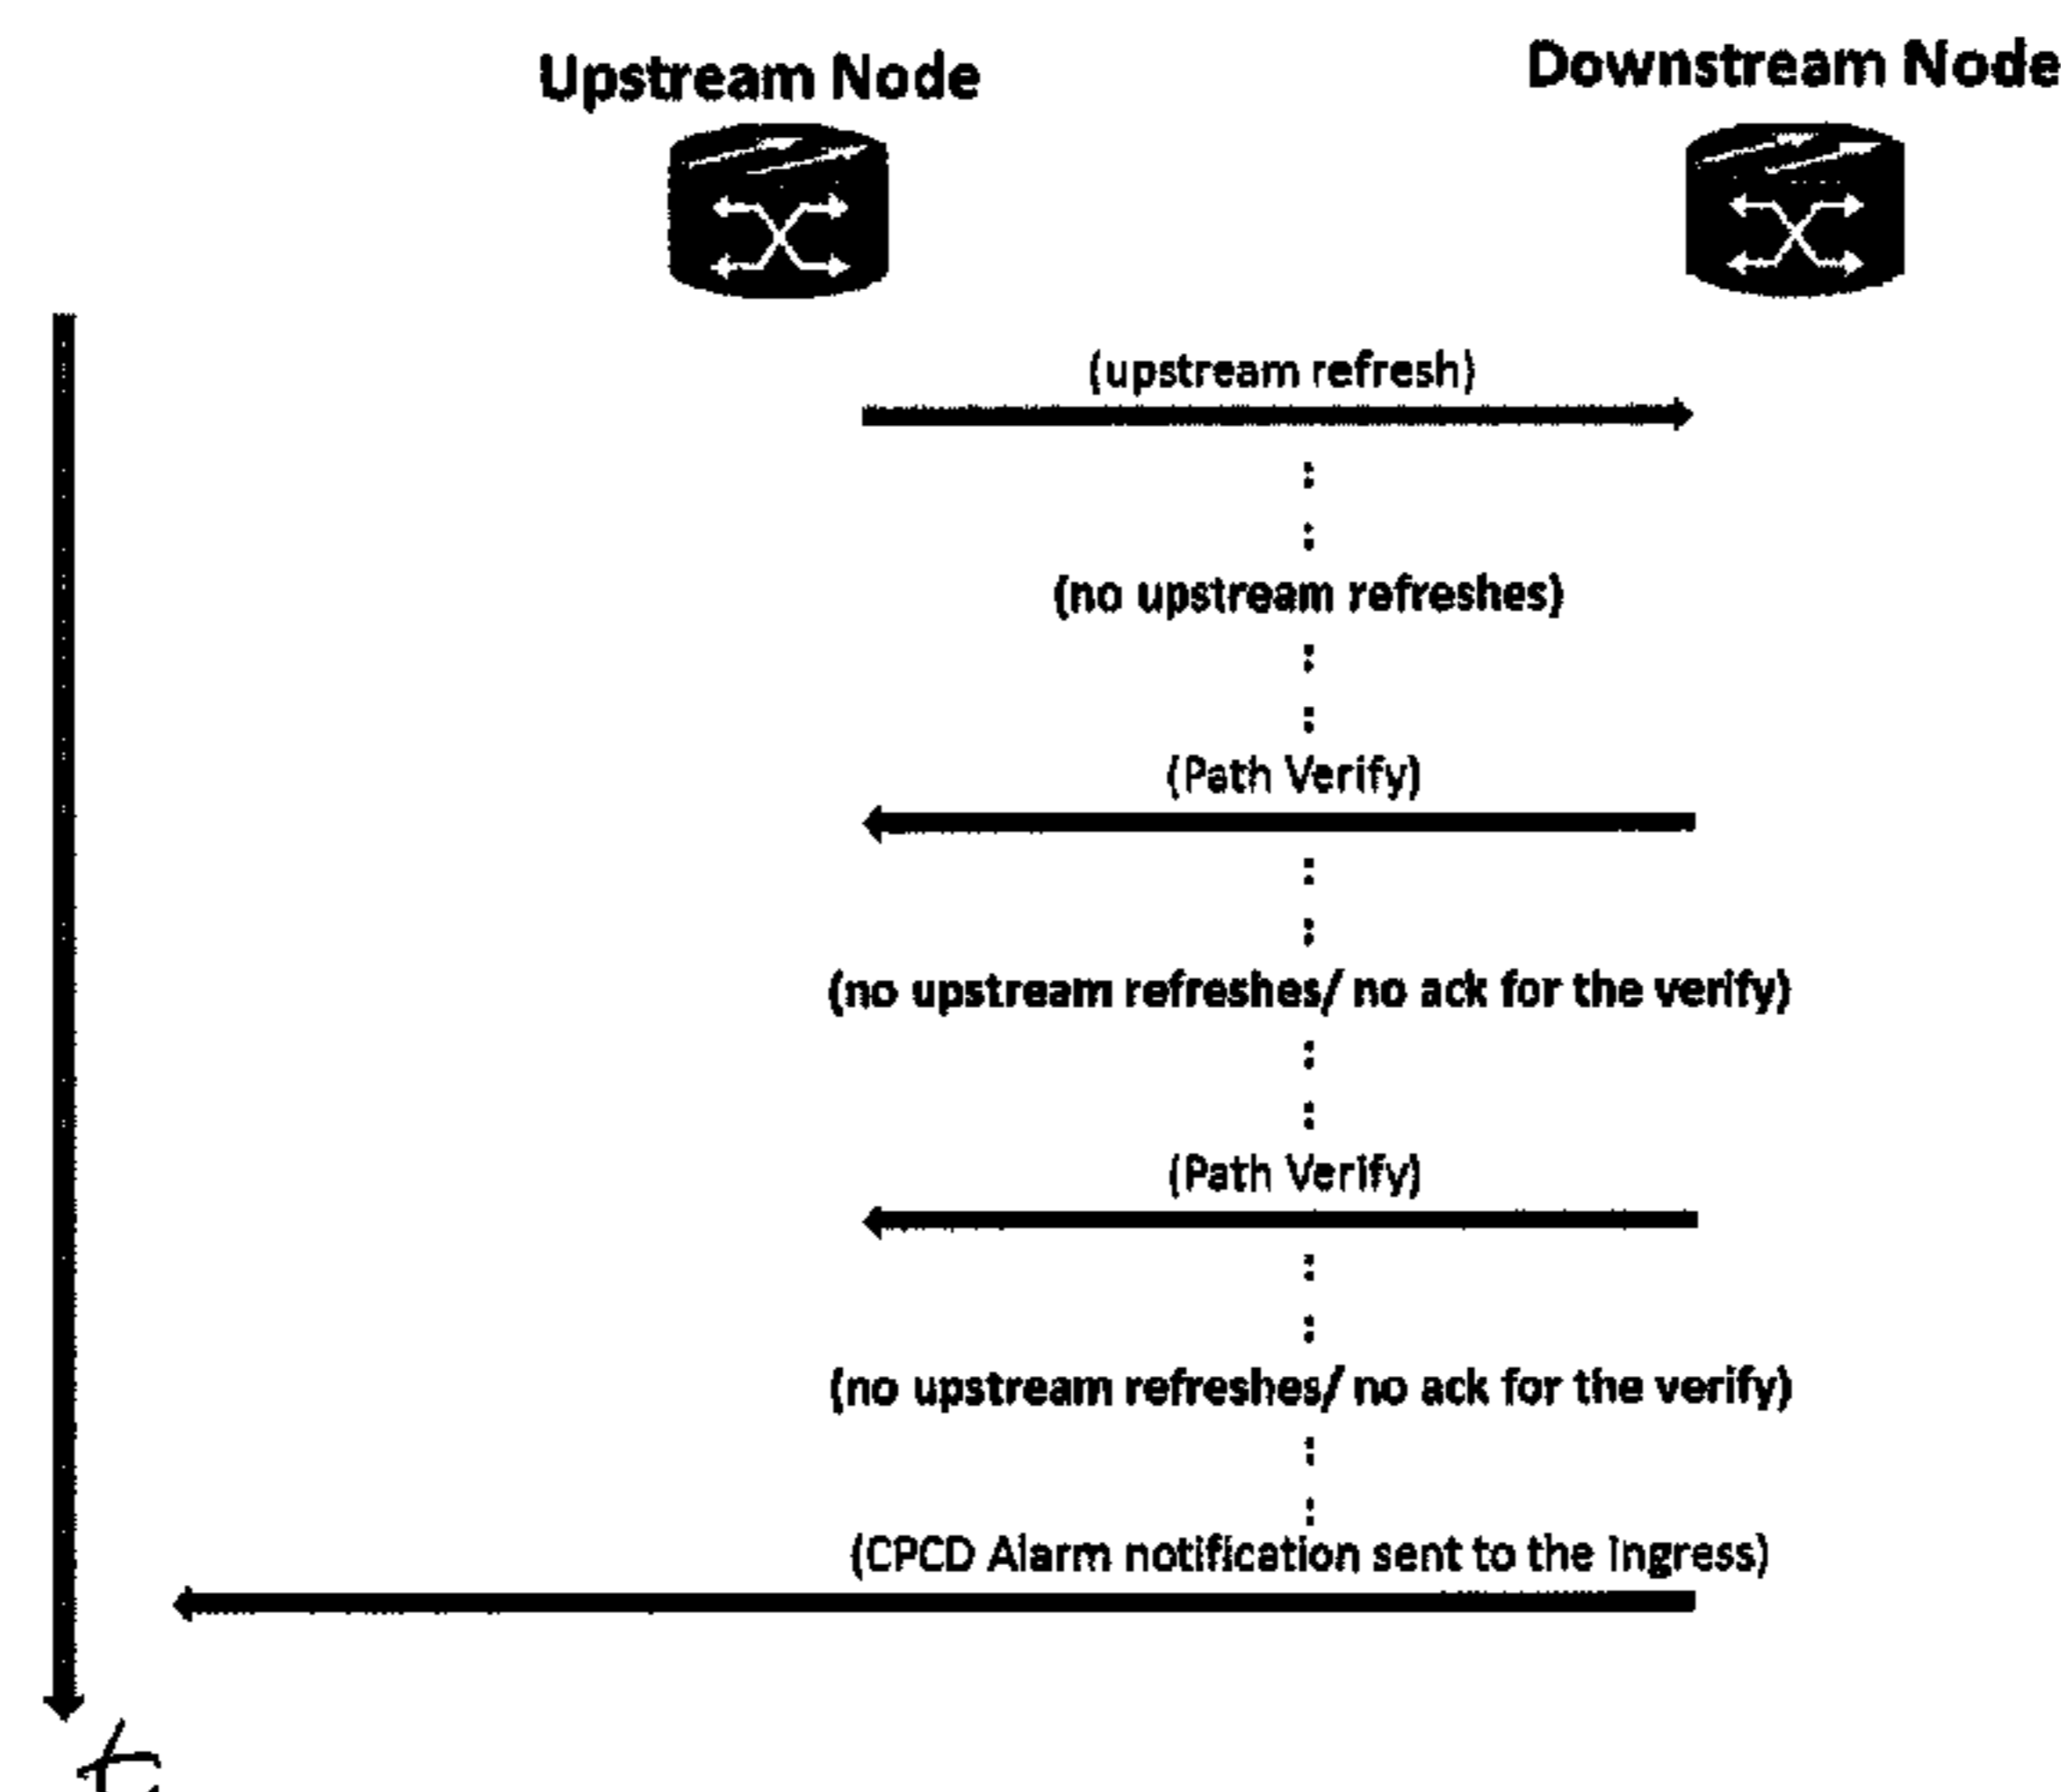 Upstream Node
Downstream Node
(upstream refresh)
(no upstream refreshes)
(Path Verify)
(no upstream refreshes/ no ack for the verify)
(Path Verify)
(no upstream refreshes/ no ack for the verify)
(CPCD Alarm notification sent to the Ingress)
t